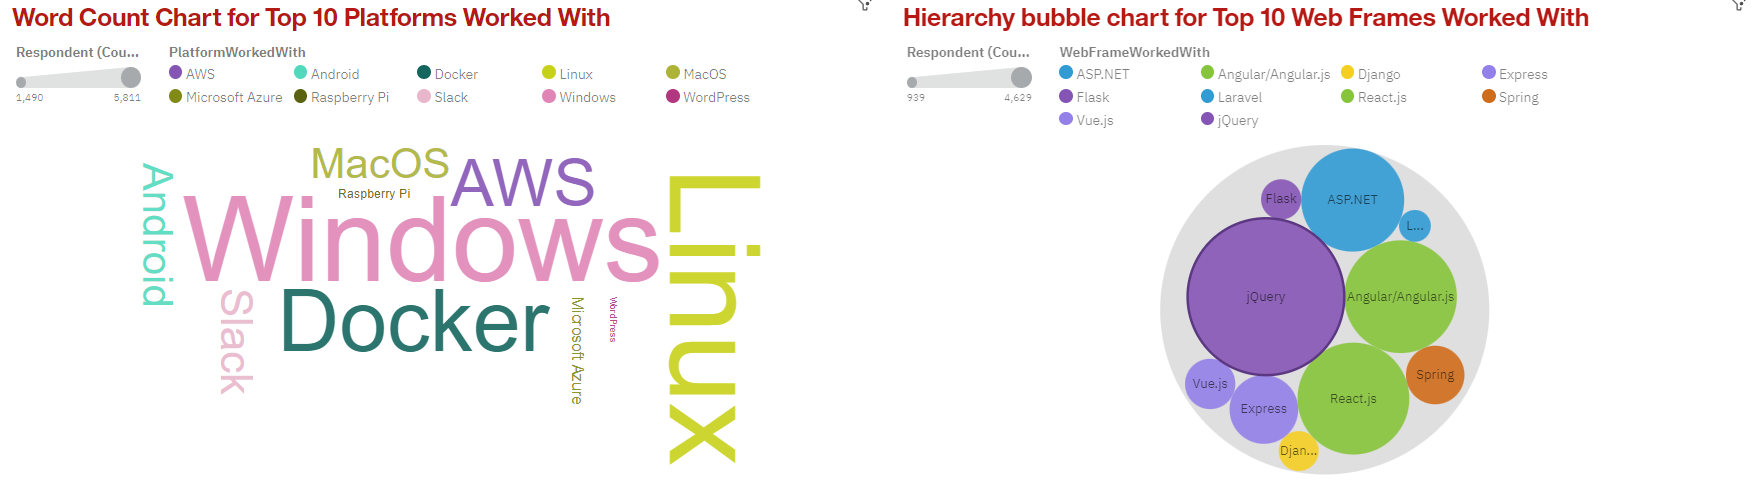 Word Count Chart for Top 10 Platforms Worked With
Respondent (Cou...
1,490 5,811
PlatformWorkedWith
AWS Android Docker Linux MacOS
Microsoft Azure Raspberry Pi Slack Windows WordPress
MacOS
AWS
Raspberry Pi
Android
Windows
Linux
Slack
Docker
Microsoft Azure
WordPress
Hierarchy bubble chart for Top 10 Web Frames Worked With
Respondent (Cou...
939 4,629
WebFrameWorkedWith
ASP.NET Angular/Angular.js Django Express
Flask Laravel React.js Spring
Vue.js jQuery
Flask
ASP.NET
L...
jQuery
Angular/Angular.js
Vue.js
Express
React.js
Spring
Djan...